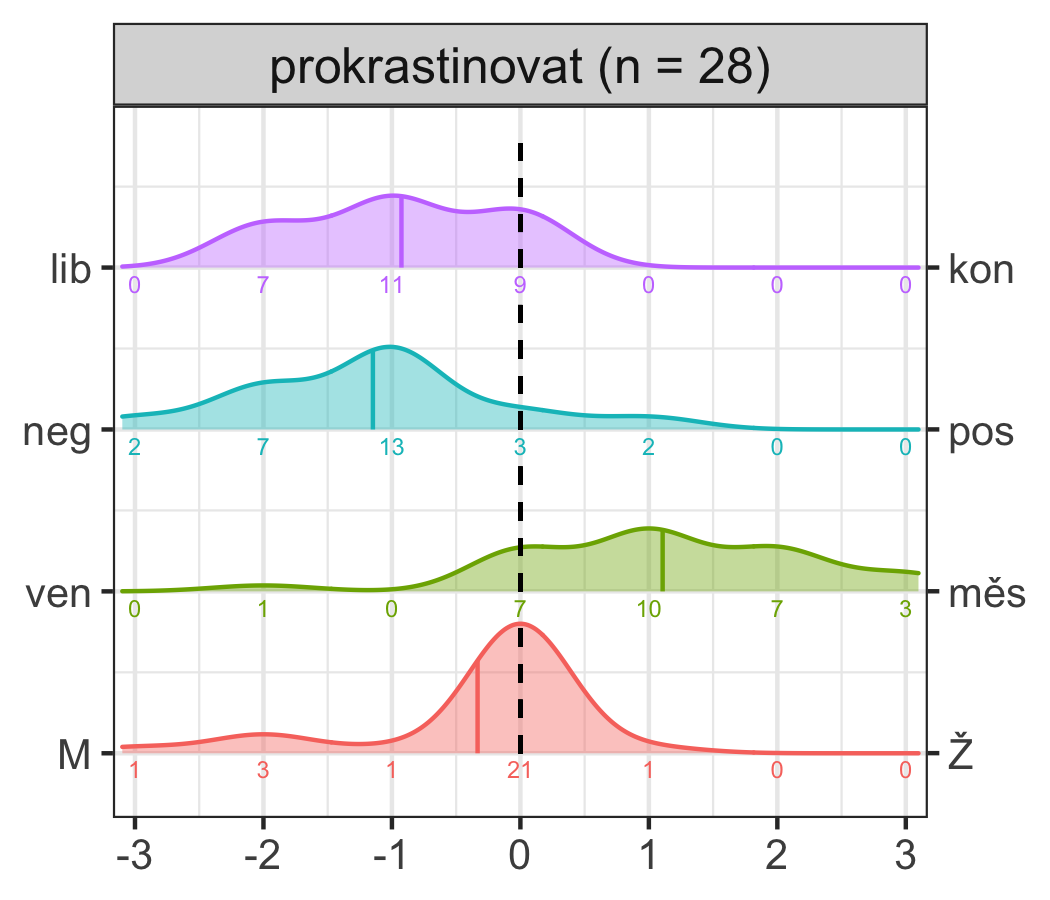 prokrastinovat (n = 28)
lib kon
0 7 11 9 0 0 0
neg pos
2 7 13 3 2 0 0
ven měs
0 1 0 7 10 7 3
M Ž
1 3 1 21 1 0 0
-3 -2 -1 0 1 2 3